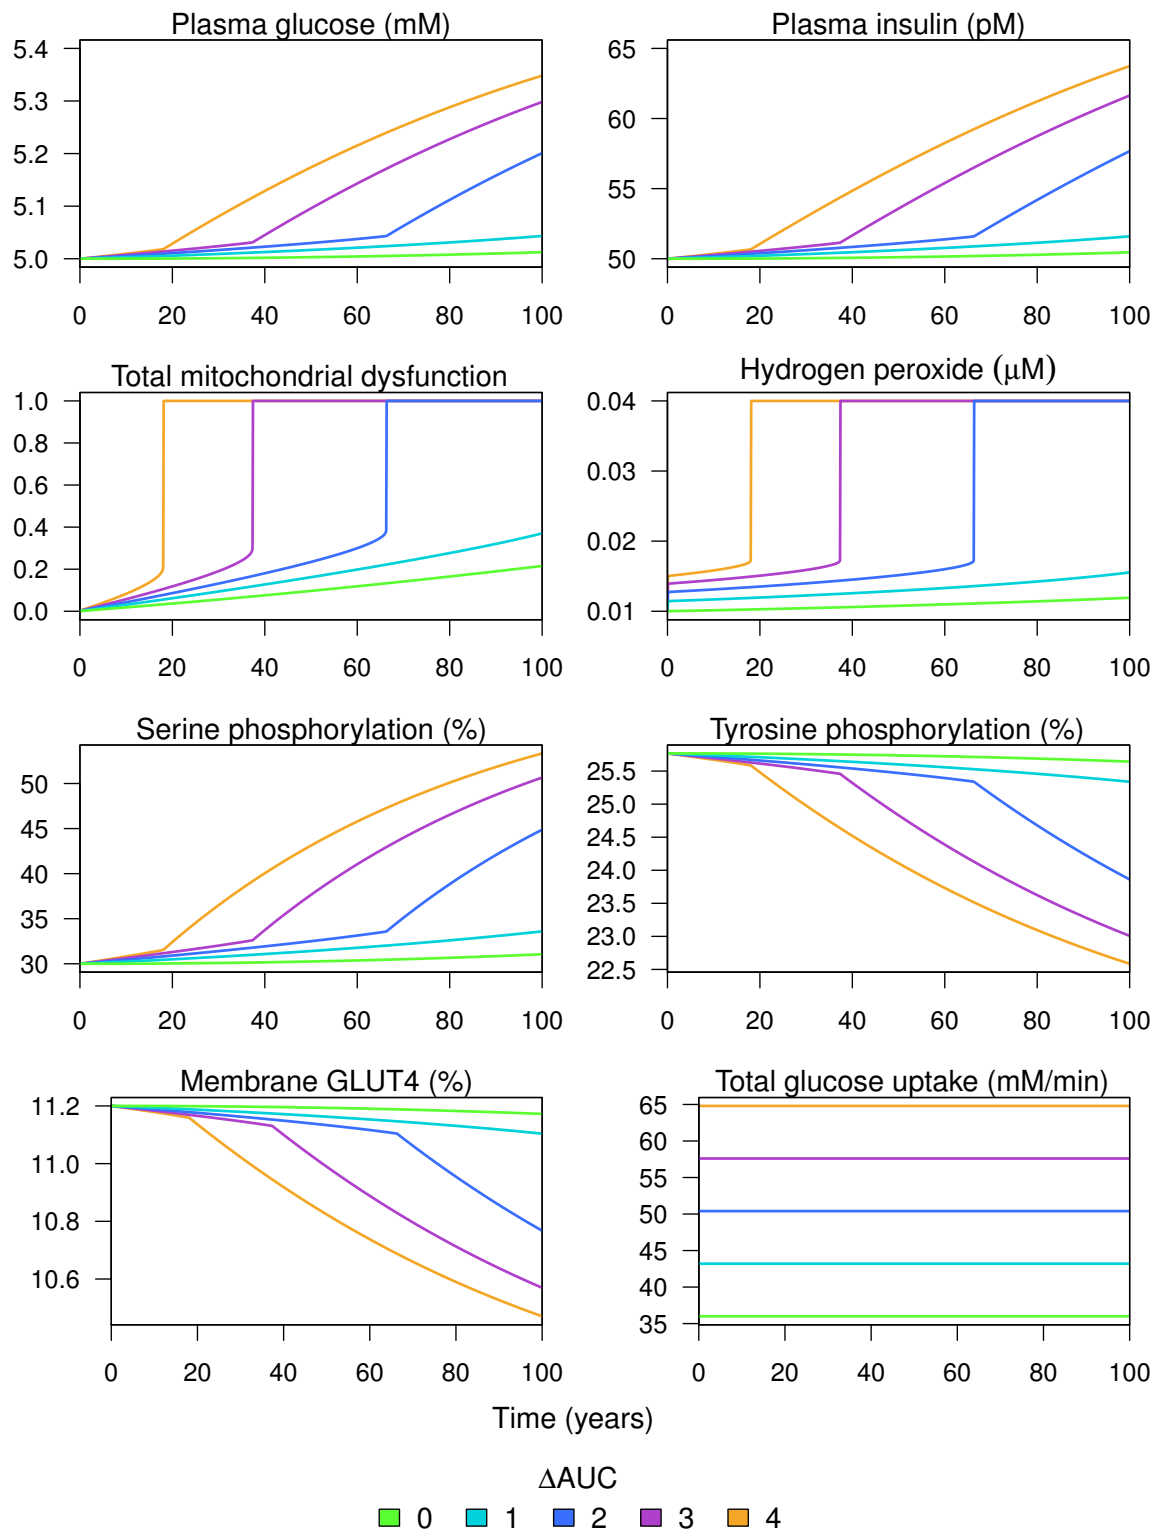 Plasma glucose (mM)
5.4
5.3
5.2
5.1
5.0
0 20 40 60 80 100
Plasma insulin (pM)
65
60
55
50
0 20 40 60 80 100
Total mitochondrial dysfunction
1.0
0.8
0.6
0.4
0.2
0.0
0 20 40 60 80 100
Hydrogen peroxide (μM)
0.04
0.03
0.02
0.01
0 20 40 60 80 100
Serine phosphorylation (%)
50
45
40
35
30
0 20 40 60 80 100
Tyrosine phosphorylation (%)
25.5
25.0
24.5
24.0
23.5
23.0
22.5
0 20 40 60 80 100
Membrane GLUT4 (%)
11.2
11.0
10.8
10.6
0 20 40 60 80 100
Total glucose uptake (mM/min)
65
60
55
50
45
40
35
0 20 40 60 80 100
Time (years)
ΔAUC
0 1 2 3 4